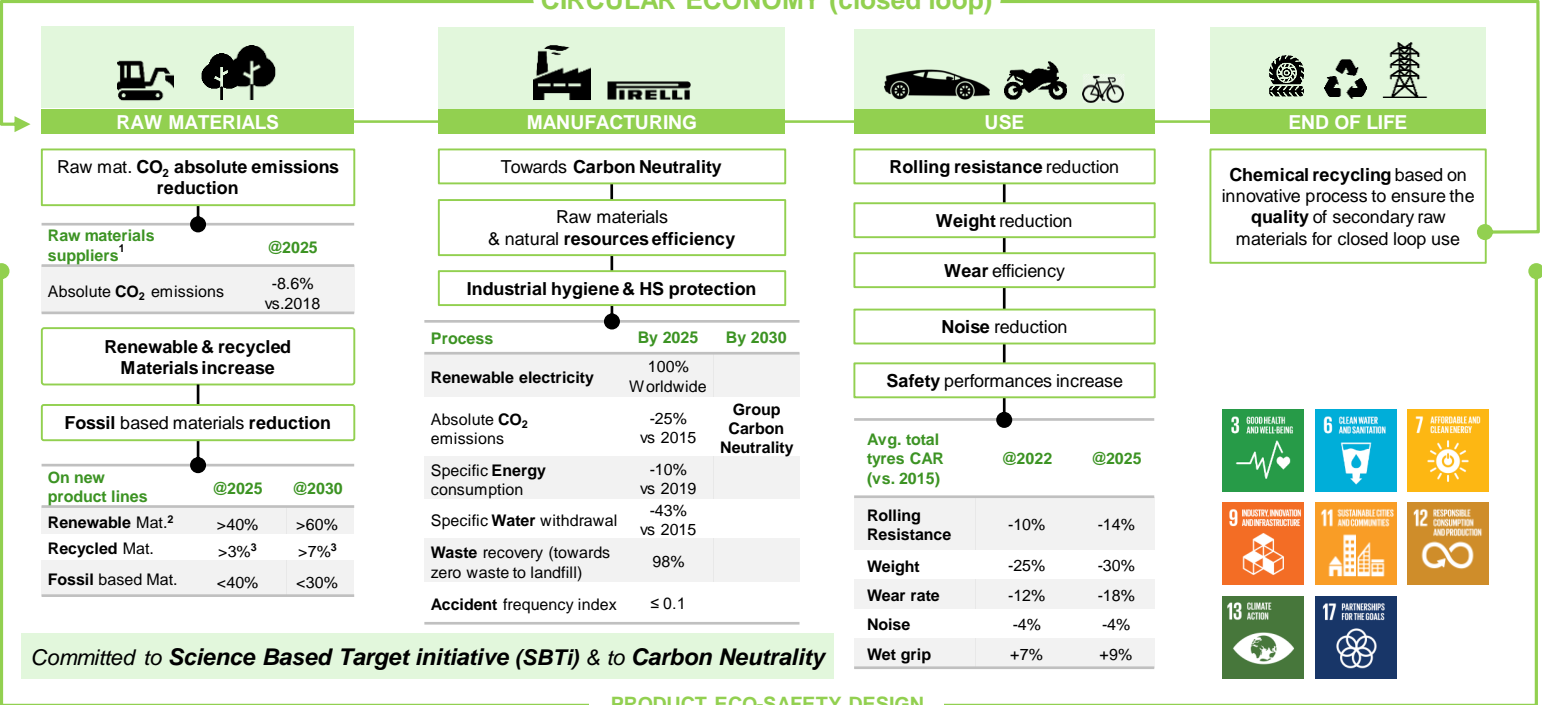 CIRCULAR ECONOMY (closed loop)
RAW MATERIALS
Raw mat. CO2 absolute emissions
reduction
Raw materials
suppliers1 @2025
Absolute CO2 emissions -8.6%
vs.2018
Renewable & recycled
Materials increase
Fossil based materials reduction
On new
product lines @2025 @2030
Renewable Mat.2 >40% >60%
Recycled Mat. >3%3 >7%3
Fossil based Mat. <40% <30%
PIRELLI
MANUFACTURING
Towards Carbon Neutrality
Raw materials
& natural resources efficiency
Industrial hygiene & HS protection
Process By 2025 By 2030
Renewable electricity 100%
Worldwide
Absolute CO2
emissions -25%
vs 2015
Group
Carbon
Neutrality
Specific Energy
consumption -10%
vs 2019
Specific Water withdrawal -43%
vs 2015
Waste recovery (towards
zero waste to landfill) 98%
Accident frequency index ≤ 0.1
USE
Rolling resistance reduction
Weight reduction
Wear efficiency
Noise reduction
Safety performances increase
Avg. total
tyres CAR
(vs. 2015) @2022 @2025
Rolling
Resistance -10% -14%
Weight -25% -30%
Wear rate -12% -18%
Noise -4% -4%
Wet grip +7% +9%
END OF LIFE
Chemical recycling based on
innovative process to ensure the
quality of secondary raw
materials for closed loop use
3 GOOD HEALTH
AND WELL-BEING
6 CLEAN WATER
AND SANITATION
7 AFFORDABLE AND
CLEAN ENERGY
9 INDUSTRY, INNOVATION
AND INFRASTRUCTURE
11 SUSTAINABLE CITIES
AND COMMUNITIES
12 RESPONSIBLE
CONSUMPTION
AND PRODUCTION
13 CLIMATE
ACTION
17 PARTNERSHIPS
FOR THE GOALS
Committed to Science Based Target initiative (SBTi) & to Carbon Neutrality
PRODUCT ECO-SAFETY DESIGN